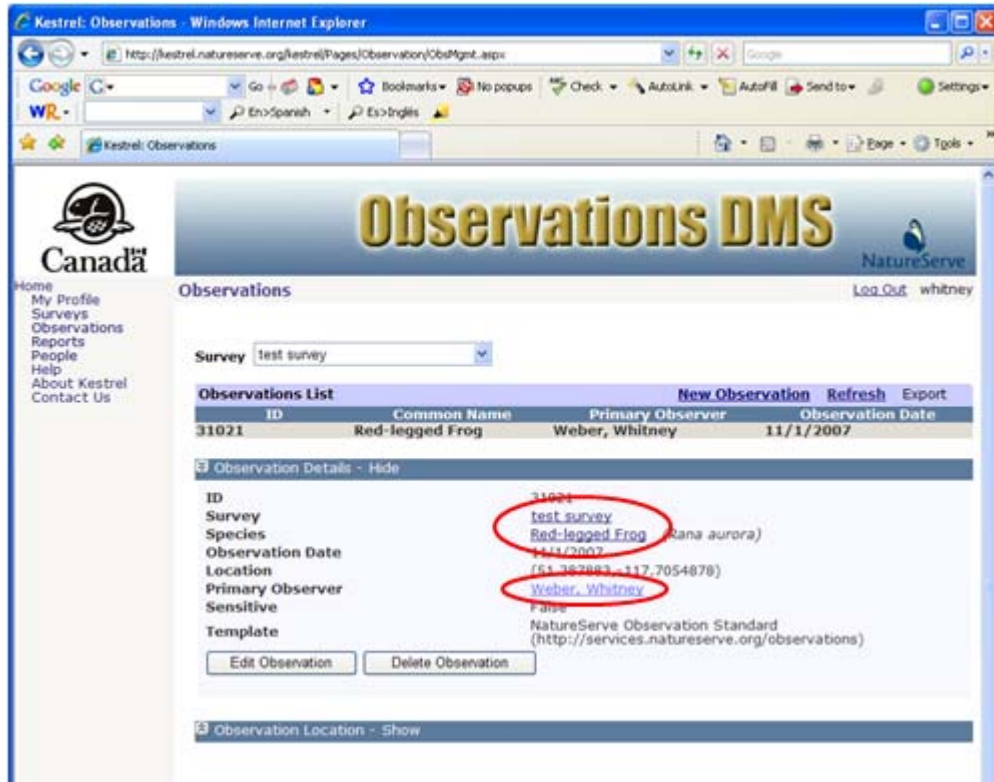 Kestrel: Observations - Windows Internet Explorer
http://kestrel.natureserve.org/kestrel/Pages/Observation/ObsMgmt.aspx
Google
Google G Go Bookmarks No popups Check AutoLink AutoFill Send to Settings
WR En>Spanish Es>Inglés
Kestrel: Observations Page Tools
Canada
Observations DMS
NatureServe
Home
My Profile
Surveys
Observations
Reports
People
Help
About Kestrel
Contact Us
Observations Log Out whitney
Survey test survey
Observations List New Observation Refresh Export
ID Common Name Primary Observer Observation Date
31021 Red-legged Frog Weber, Whitney 11/1/2007
Observation Details - Hide
ID 31021
Survey test survey
Species Red-legged Frog (Rana aurora)
Observation Date 11/1/2007
Location (51.387883,-117.7054878)
Primary Observer Weber, Whitney
Sensitive False
Template NatureServe Observation Standard
(http://services.natureserve.org/observations)
Edit Observation Delete Observation
Observation Location - Show